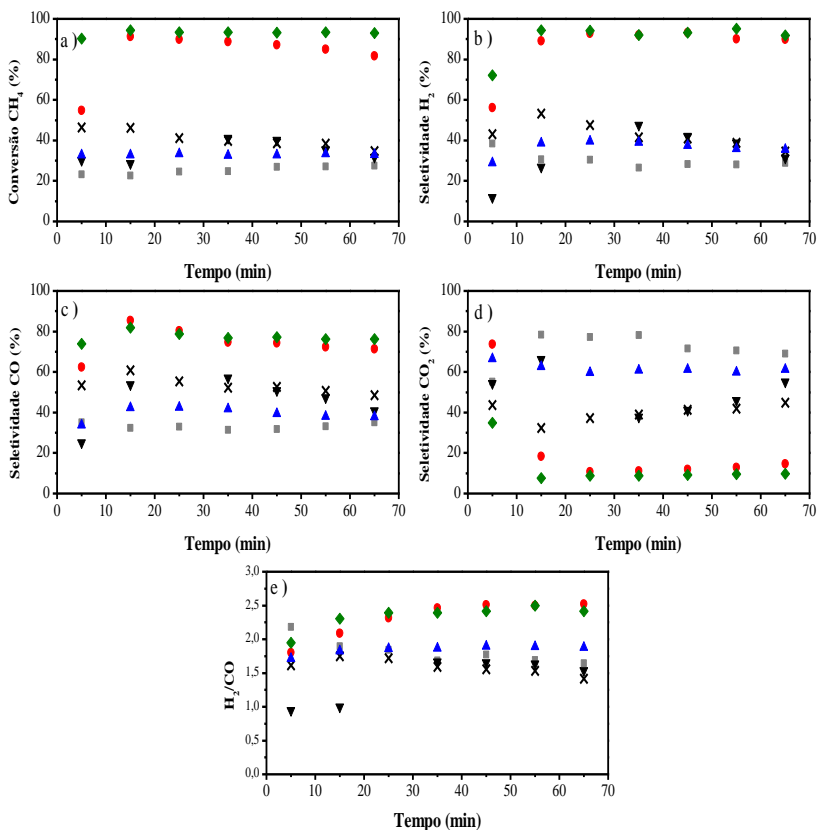 a )
Conversão CH4 (%)
100
80
60
40
20
0
0 10 20 30 40 50 60 70
Tempo (min)
b )
Seletividade H2 (%)
100
80
60
40
20
0
0 10 20 30 40 50 60 70
Tempo (min)
c )
Seletividade CO (%)
100
80
60
40
20
0
0 10 20 30 40 50 60 70
Tempo (min)
d )
Seletividade CO2 (%)
100
80
60
40
20
0
0 10 20 30 40 50 60 70
Tempo (min)
e )
H2/CO
3,0
2,5
2,0
1,5
1,0
0,5
0,0
0 10 20 30 40 50 60 70
Tempo (min)